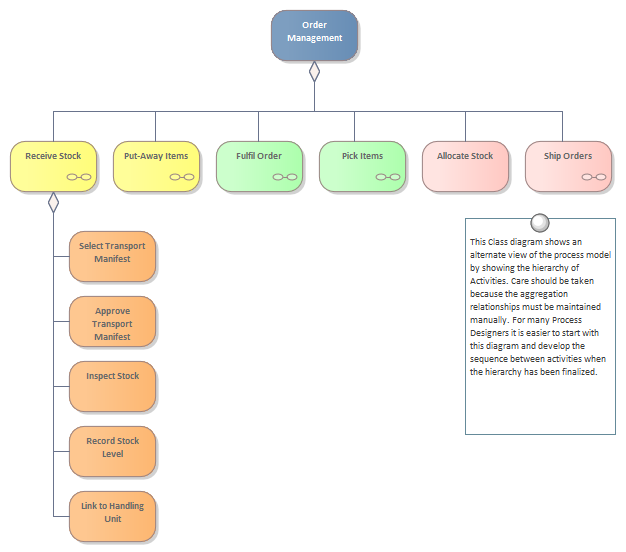 Order
Management
Receive Stock
Put-Away Items
Fulfil Order
Pick Items
Allocate Stock
Ship Orders
Select Transport
Manifest
Approve
Transport
Manifest
Inspect Stock
Record Stock
Level
Link to Handling
Unit
This Class diagram shows an
alternate view of the process model
by showing the hierarchy of
Activities. Care should be taken
because the aggregation
relationships must be maintained
manually. For many Process
Designers it is easier to start with
this diagram and develop the
sequence between activities when
the hierarchy has been finalized.